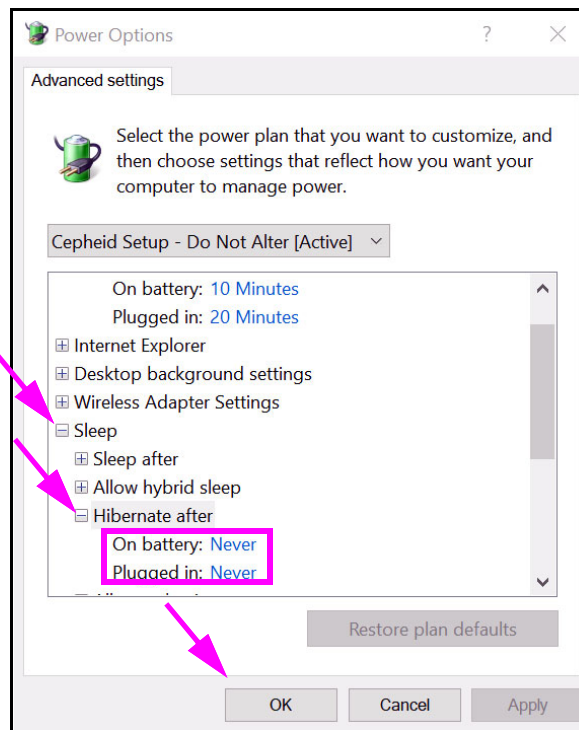 Power Options
?
Advanced settings
Select the power plan that you want to customize, and
then choose settings that reflect how you want your
computer to manage power.
Cepheid Setup - Do Not Alter [Active]
On battery: 10 Minutes
Plugged in: 20 Minutes
Internet Explorer
Desktop background settings
Wireless Adapter Settings
Sleep
Sleep after
Allow hybrid sleep
Hibernate after
On battery: Never
Plugged in: Never
Restore plan defaults
OK
Cancel
Apply